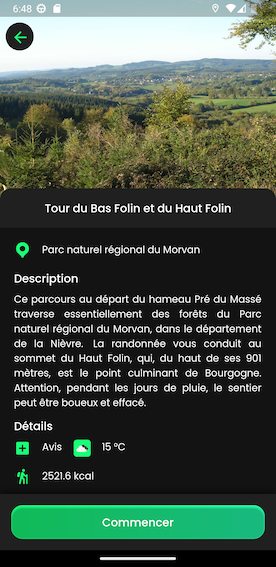 6:48
Tour du Bas Folin et du Haut Folin
Parc naturel régional du Morvan
Description
Ce parcours au départ du hameau Pré du Massé
traverse essentiellement des forêts du Parc
naturel régional du Morvan, dans le département
de la Nièvre. La randonnée vous conduit au
sommet du Haut Folin, qui, du haut de ses 901
mètres, est le point culminant de Bourgogne.
Attention, pendant les jours de pluie, le sentier
peut être boueux et effacé.
Détails
Avis 15 °C
2521.6 kcal
Commencer